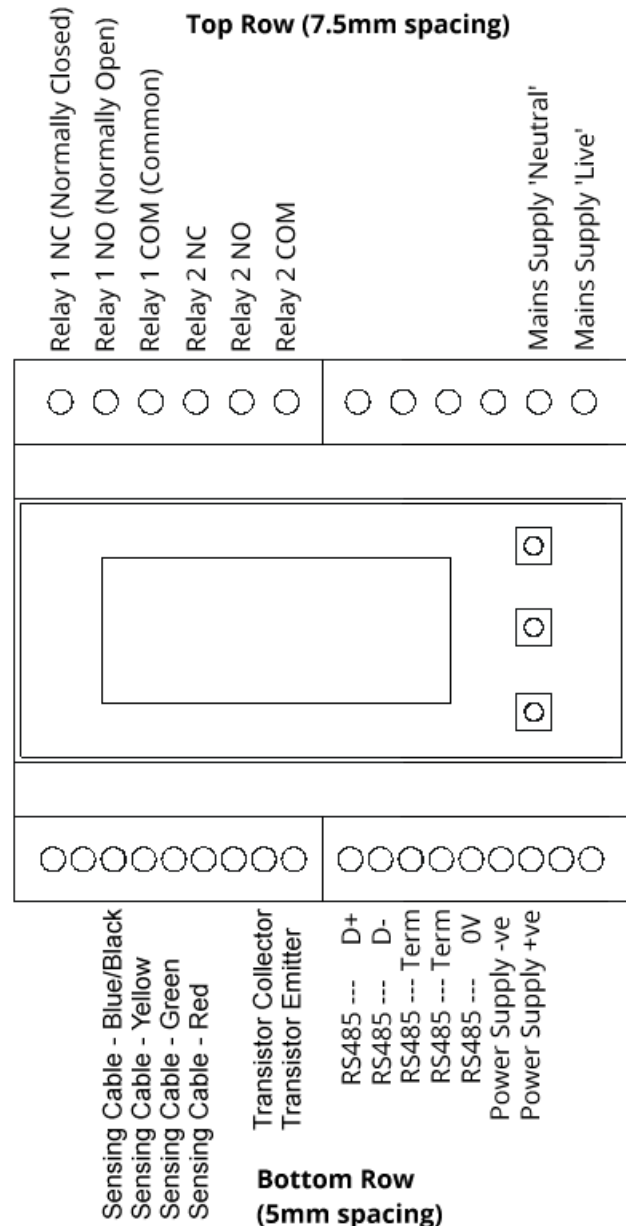 Top Row (7.5mm spacing)
Relay 1 NC (Normally Closed)
Relay 1 NO (Normally Open)
Relay 1 COM (Common)
Relay 2 NC
Relay 2 NO
Relay 2 COM
Mains Supply 'Neutral'
Mains Supply 'Live'
Sensing Cable - Blue/Black
Sensing Cable - Yellow
Sensing Cable - Green
Sensing Cable - Red
Transistor Collector
Transistor Emitter
RS485 --- D+
RS485 --- D-
RS485 --- Term
RS485 --- Term
RS485 --- 0V
Power Supply -ve
Power Supply +ve
Bottom Row
(5mm spacing)